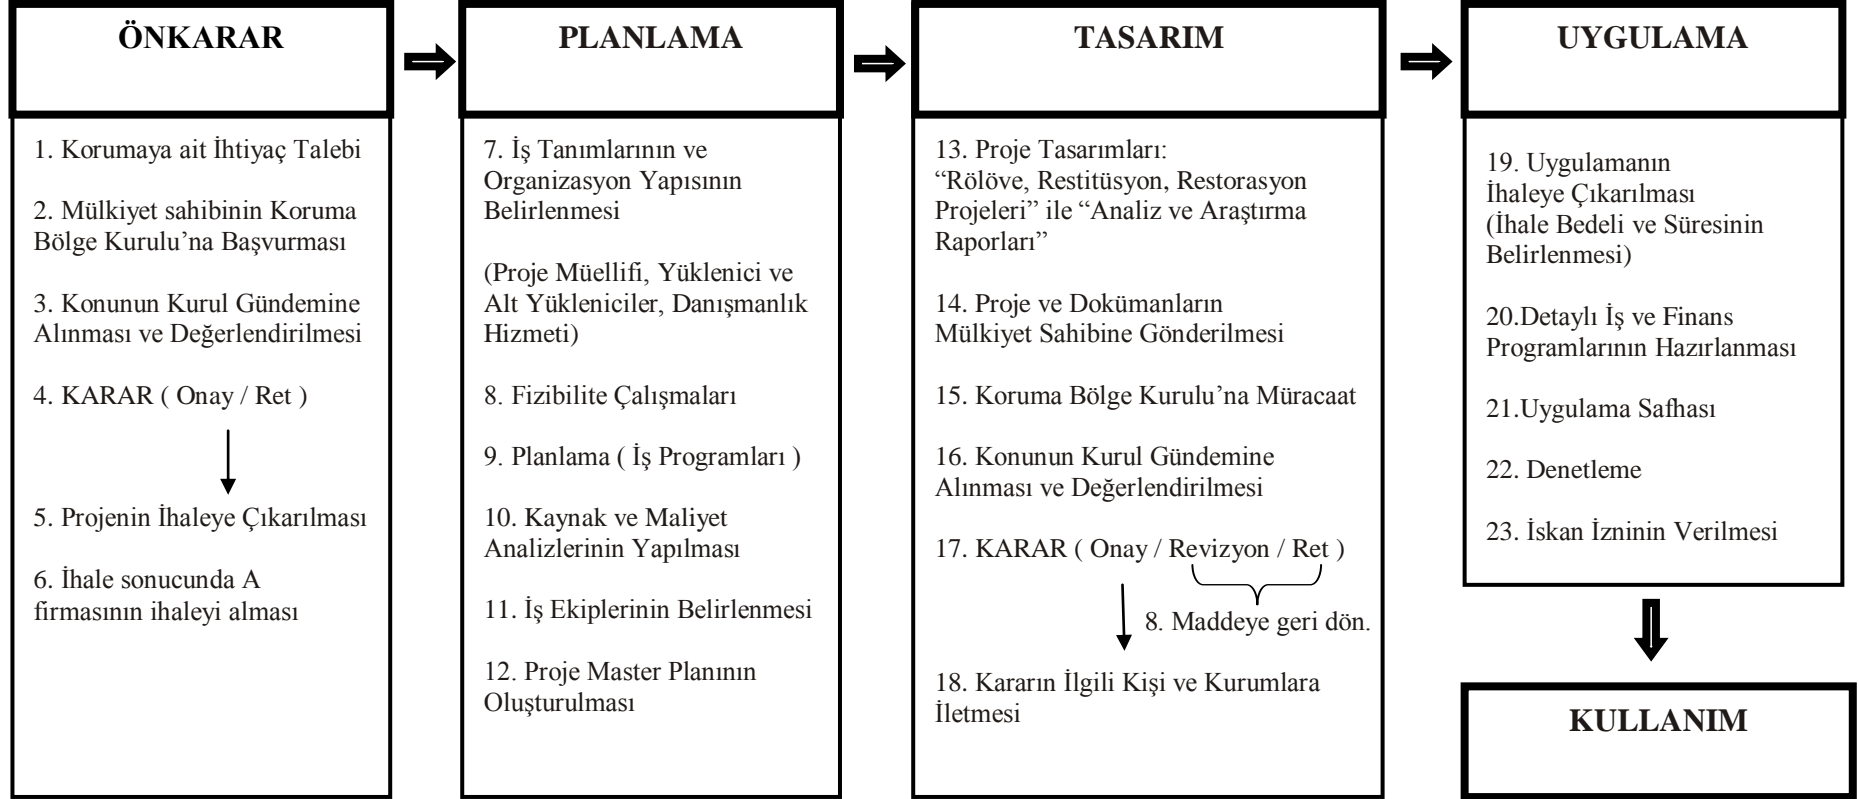 ÖNKARAR
1. Korumaya ait İhtiyaç Talebi
2. Mülkiyet sahibinin Koruma
Bölge Kurulu’na Başvurması
3. Konunun Kurul Gündemine
Alınması ve Değerlendirilmesi
4. KARAR ( Onay / Ret )
5. Projenin İhaleye Çıkarılması
6. İhale sonucunda A
firmasının ihaleyi alması
PLANLAMA
7. İş Tanımlarının ve
Organizasyon Yapısının
Belirlenmesi
(Proje Müellifi, Yüklenici ve
Alt Yükleniciler, Danışmanlık
Hizmeti)
8. Fizibilite Çalışmaları
9. Planlama ( İş Programları )
10. Kaynak ve Maliyet
Analizlerinin Yapılması
11. İş Ekiplerinin Belirlenmesi
12. Proje Master Planının
Oluşturulması
TASARIM
13. Proje Tasarımları:
“Rölöve, Restitüsyon, Restorasyon
Projeleri” ile “Analiz ve Araştırma
Raporları”
14. Proje ve Dokümanların
Mülkiyet Sahibine Gönderilmesi
15. Koruma Bölge Kurulu’na Müracaat
16. Konunun Kurul Gündemine
Alınması ve Değerlendirilmesi
17. KARAR ( Onay / Revizyon / Ret )
8. Maddeye geri dön.
18. Kararın İlgili Kişi ve Kurumlara
İletmesi
UYGULAMA
19. Uygulamanın
İhaleye Çıkarılması
(İhale Bedeli ve Süresinin
Belirlenmesi)
20.Detaylı İş ve Finans
Programlarının Hazırlanması
21.Uygulama Safhası
22. Denetleme
23. İskan İzninin Verilmesi
KULLANIM